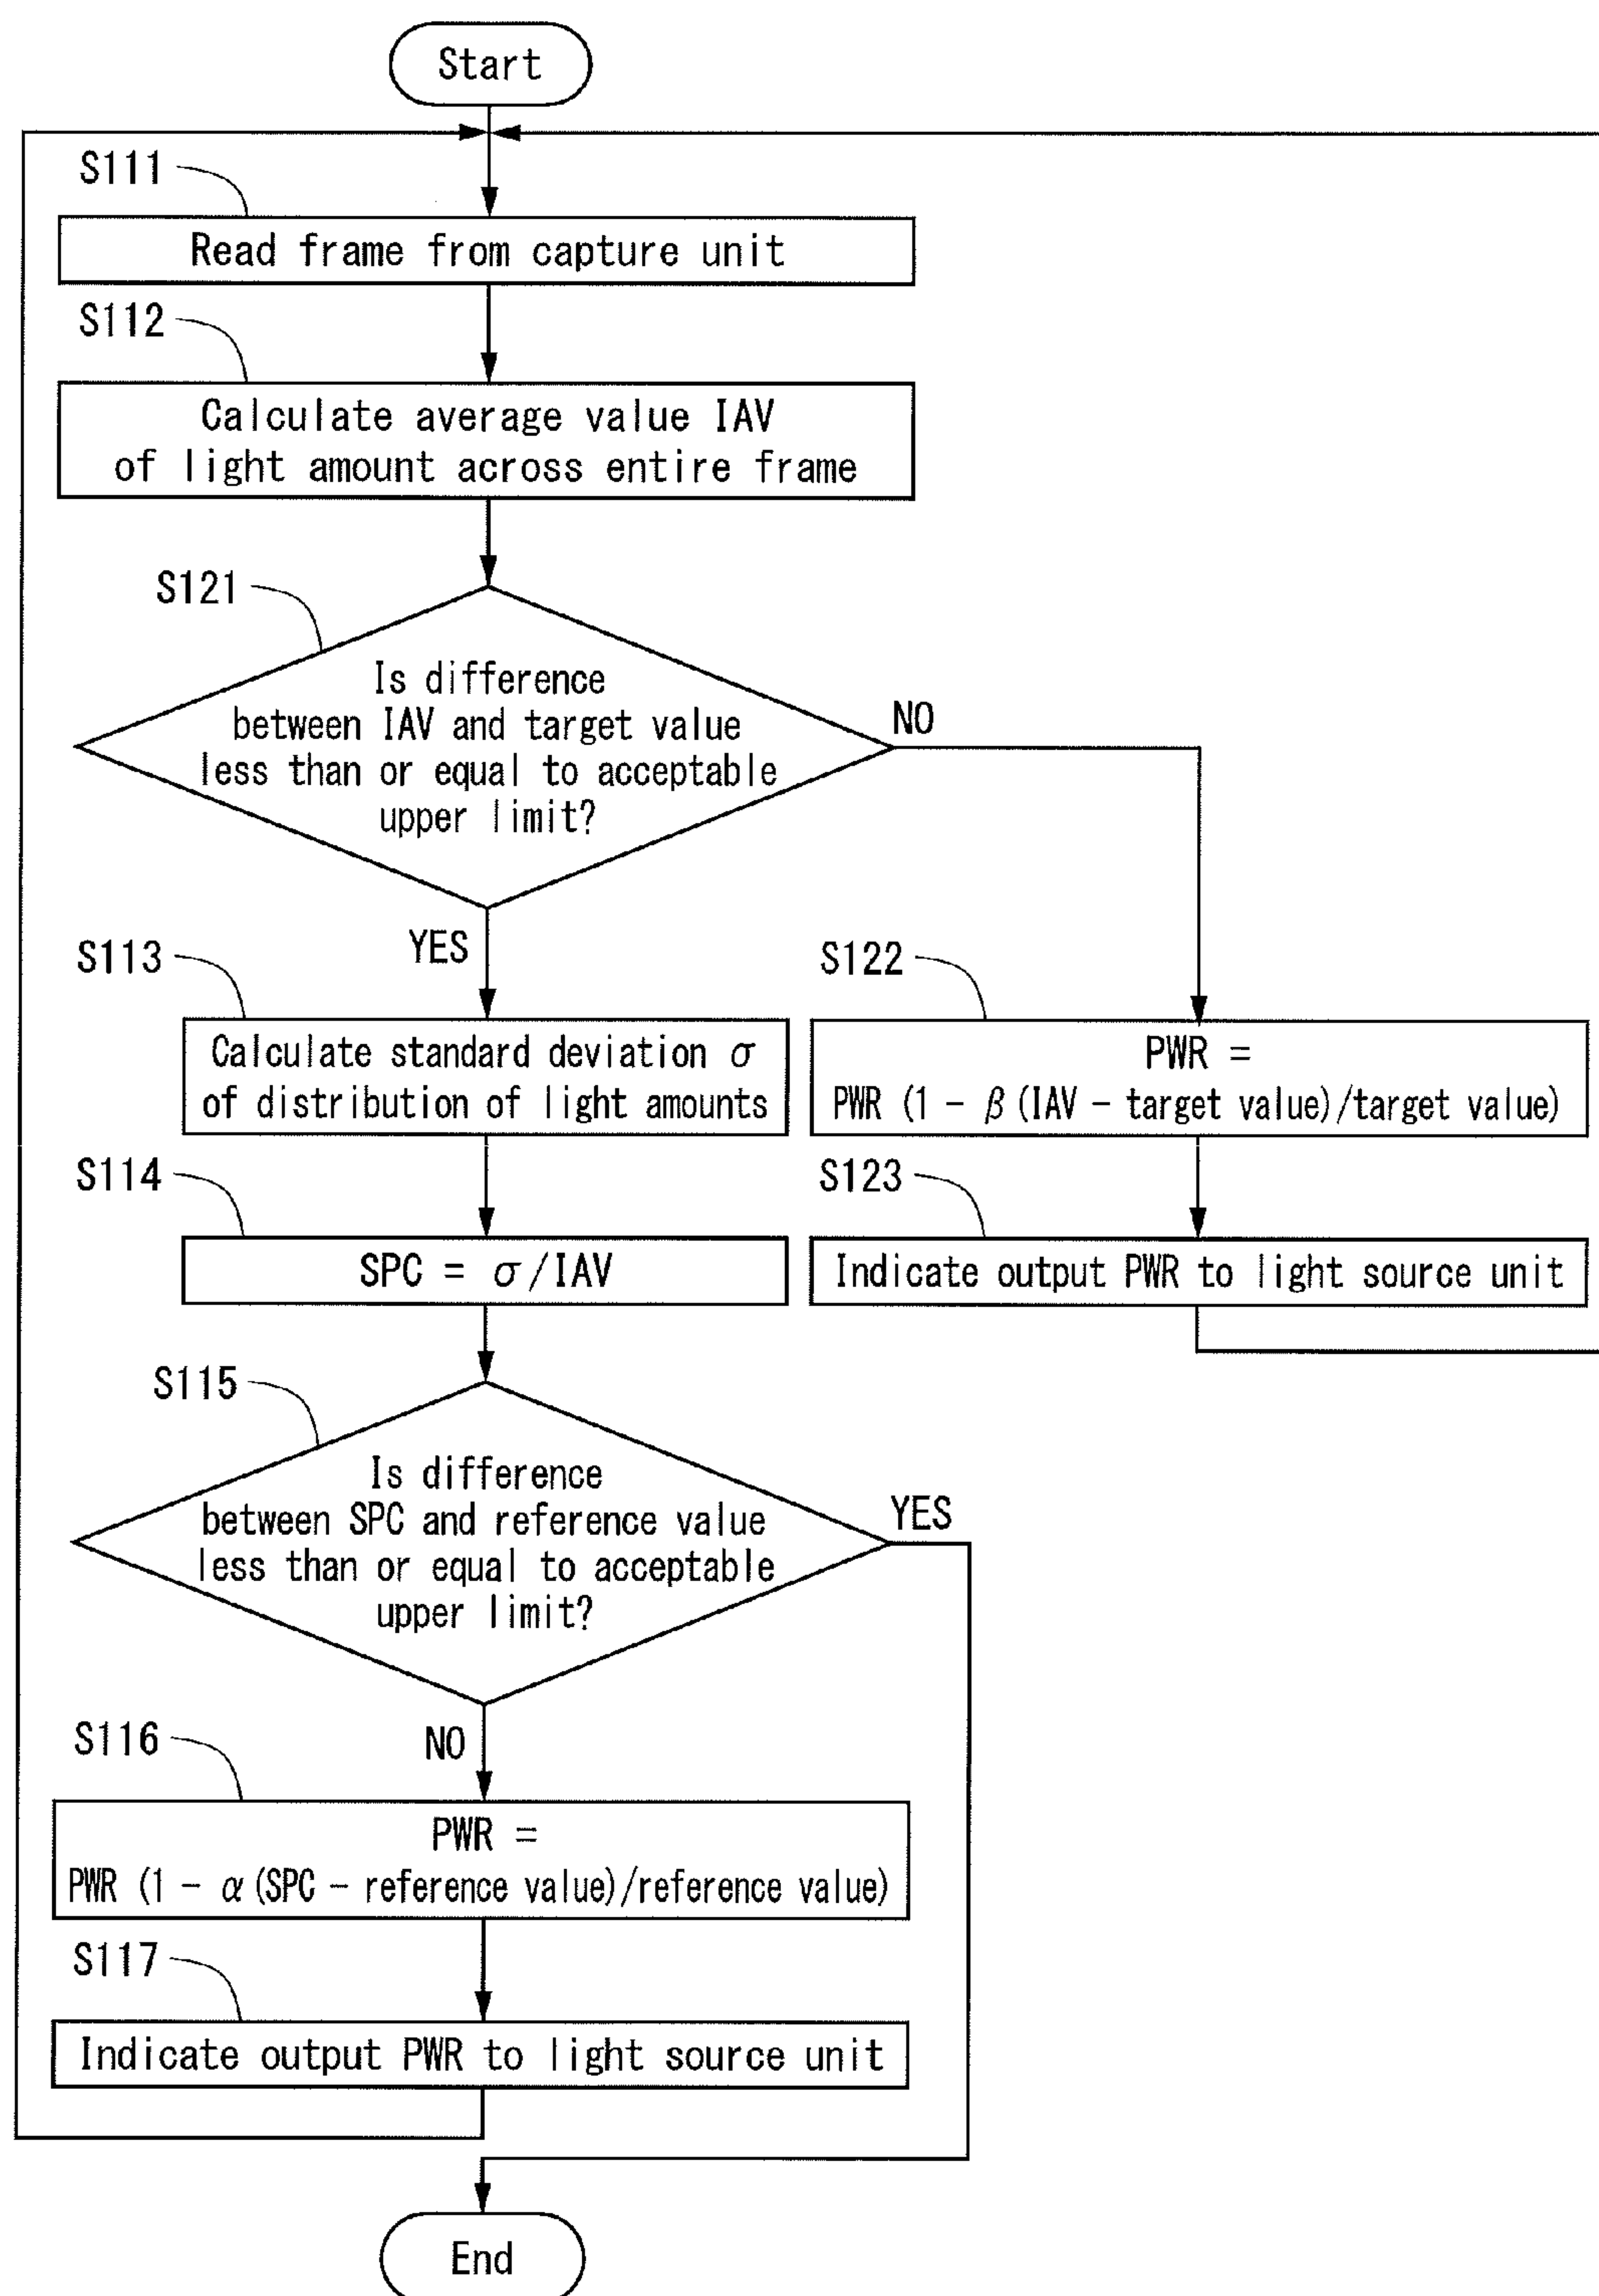 Start
S111
Read frame from capture unit
S112
Calculate average value IAV
of light amount across entire frame
S121
Is difference
between IAV and target value
less than or equal to acceptable
upper limit?
NO
YES
S113
Calculate standard deviation σ
of distribution of light amounts
S122
PWR =
PWR (1 - β (IAV - target value)/target value)
S114
SPC = σ/IAV
S123
Indicate output PWR to light source unit
S115
Is difference
between SPC and reference value
less than or equal to acceptable
upper limit?
YES
NO
S116
PWR =
PWR (1 - α (SPC - reference value)/reference value)
S117
Indicate output PWR to light source unit
End